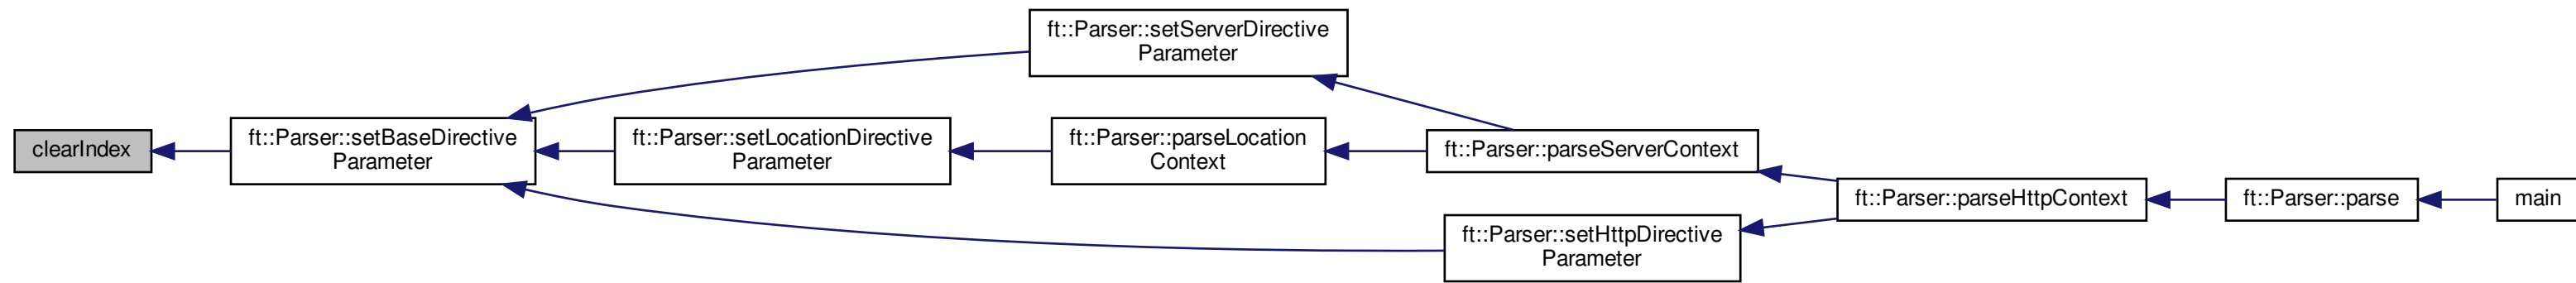 clearIndex
ft::Parser::setBaseDirective
Parameter
ft::Parser::setServerDirective
Parameter
ft::Parser::setLocationDirective
Parameter
ft::Parser::parseLocation
Context
ft::Parser::parseServerContext
ft::Parser::setHttpDirective
Parameter
ft::Parser::parseHttpContext
ft::Parser::parse
main